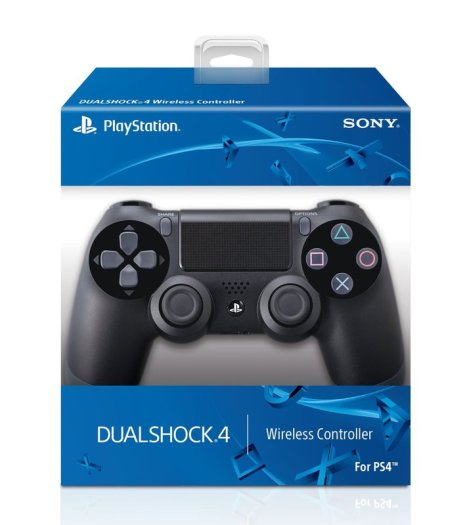 DUALSHOCK®4 Wireless Controller
PlayStation®
SONY®
SHARE
OPTIONS
DUALSHOCK®4
Wireless Controller
For PS4™